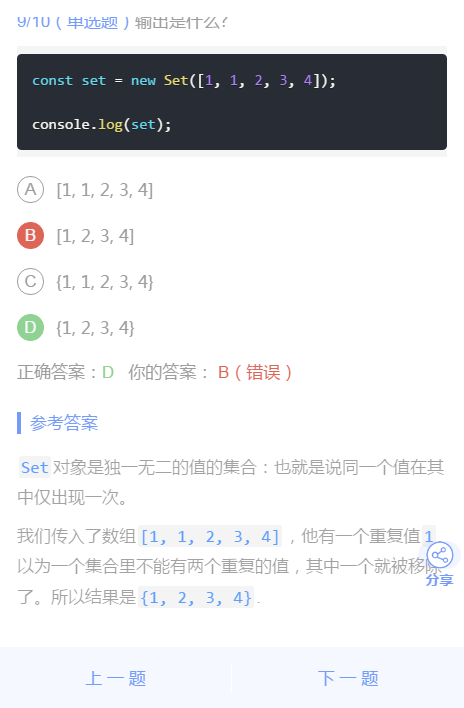 9/10（单选题）输出是什么？
const set = new Set([1, 1, 2, 3, 4]);
console.log(set);
A [1, 1, 2, 3, 4]
B [1, 2, 3, 4]
C {1, 1, 2, 3, 4}
D {1, 2, 3, 4}
正确答案：D 你的答案： B（错误）
参考答案
Set对象是独一无二的值的集合：也就是说同一个值在其
中仅出现一次。
我们传入了数组[1, 1, 2, 3, 4]，他有一个重复值1
以为一个集合里不能有两个重复的值，其中一个就被移除
了。所以结果是{1, 2, 3, 4}.
分享
上一题 下一题